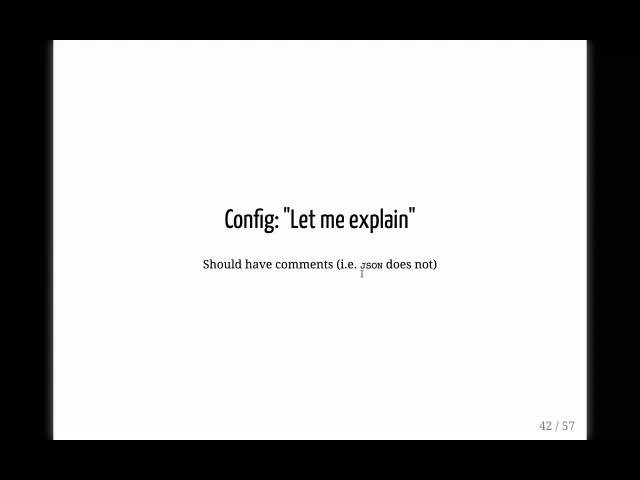 Config: "Let me explain"
Should have comments (i.e. JSON does not)
42 / 57